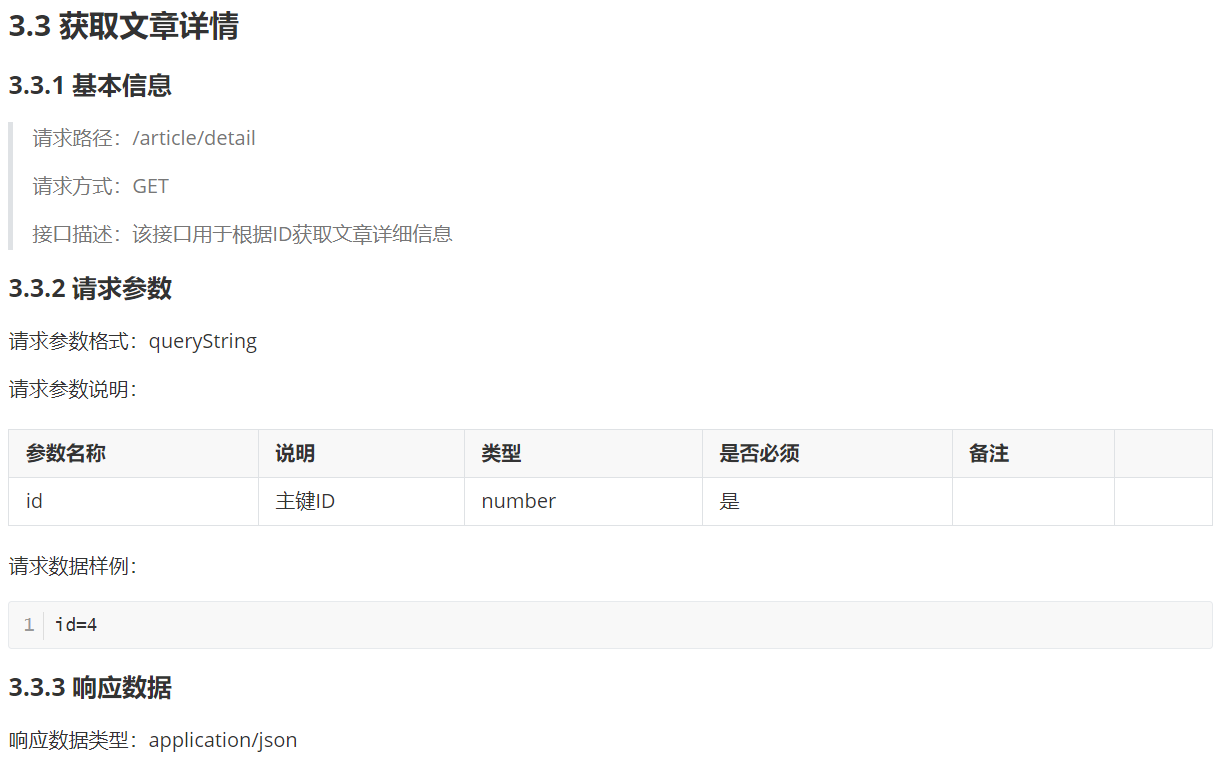 3.3 获取文章详情
3.3.1 基本信息
请求路径：/article/detail
请求方式：GET
接口描述：该接口用于根据ID获取文章详细信息
3.3.2 请求参数
请求参数格式：queryString
请求参数说明：
参数名称 说明 类型 是否必须 备注
id 主键ID number 是
请求数据样例：
1 id=4
3.3.3 响应数据
响应数据类型：application/json